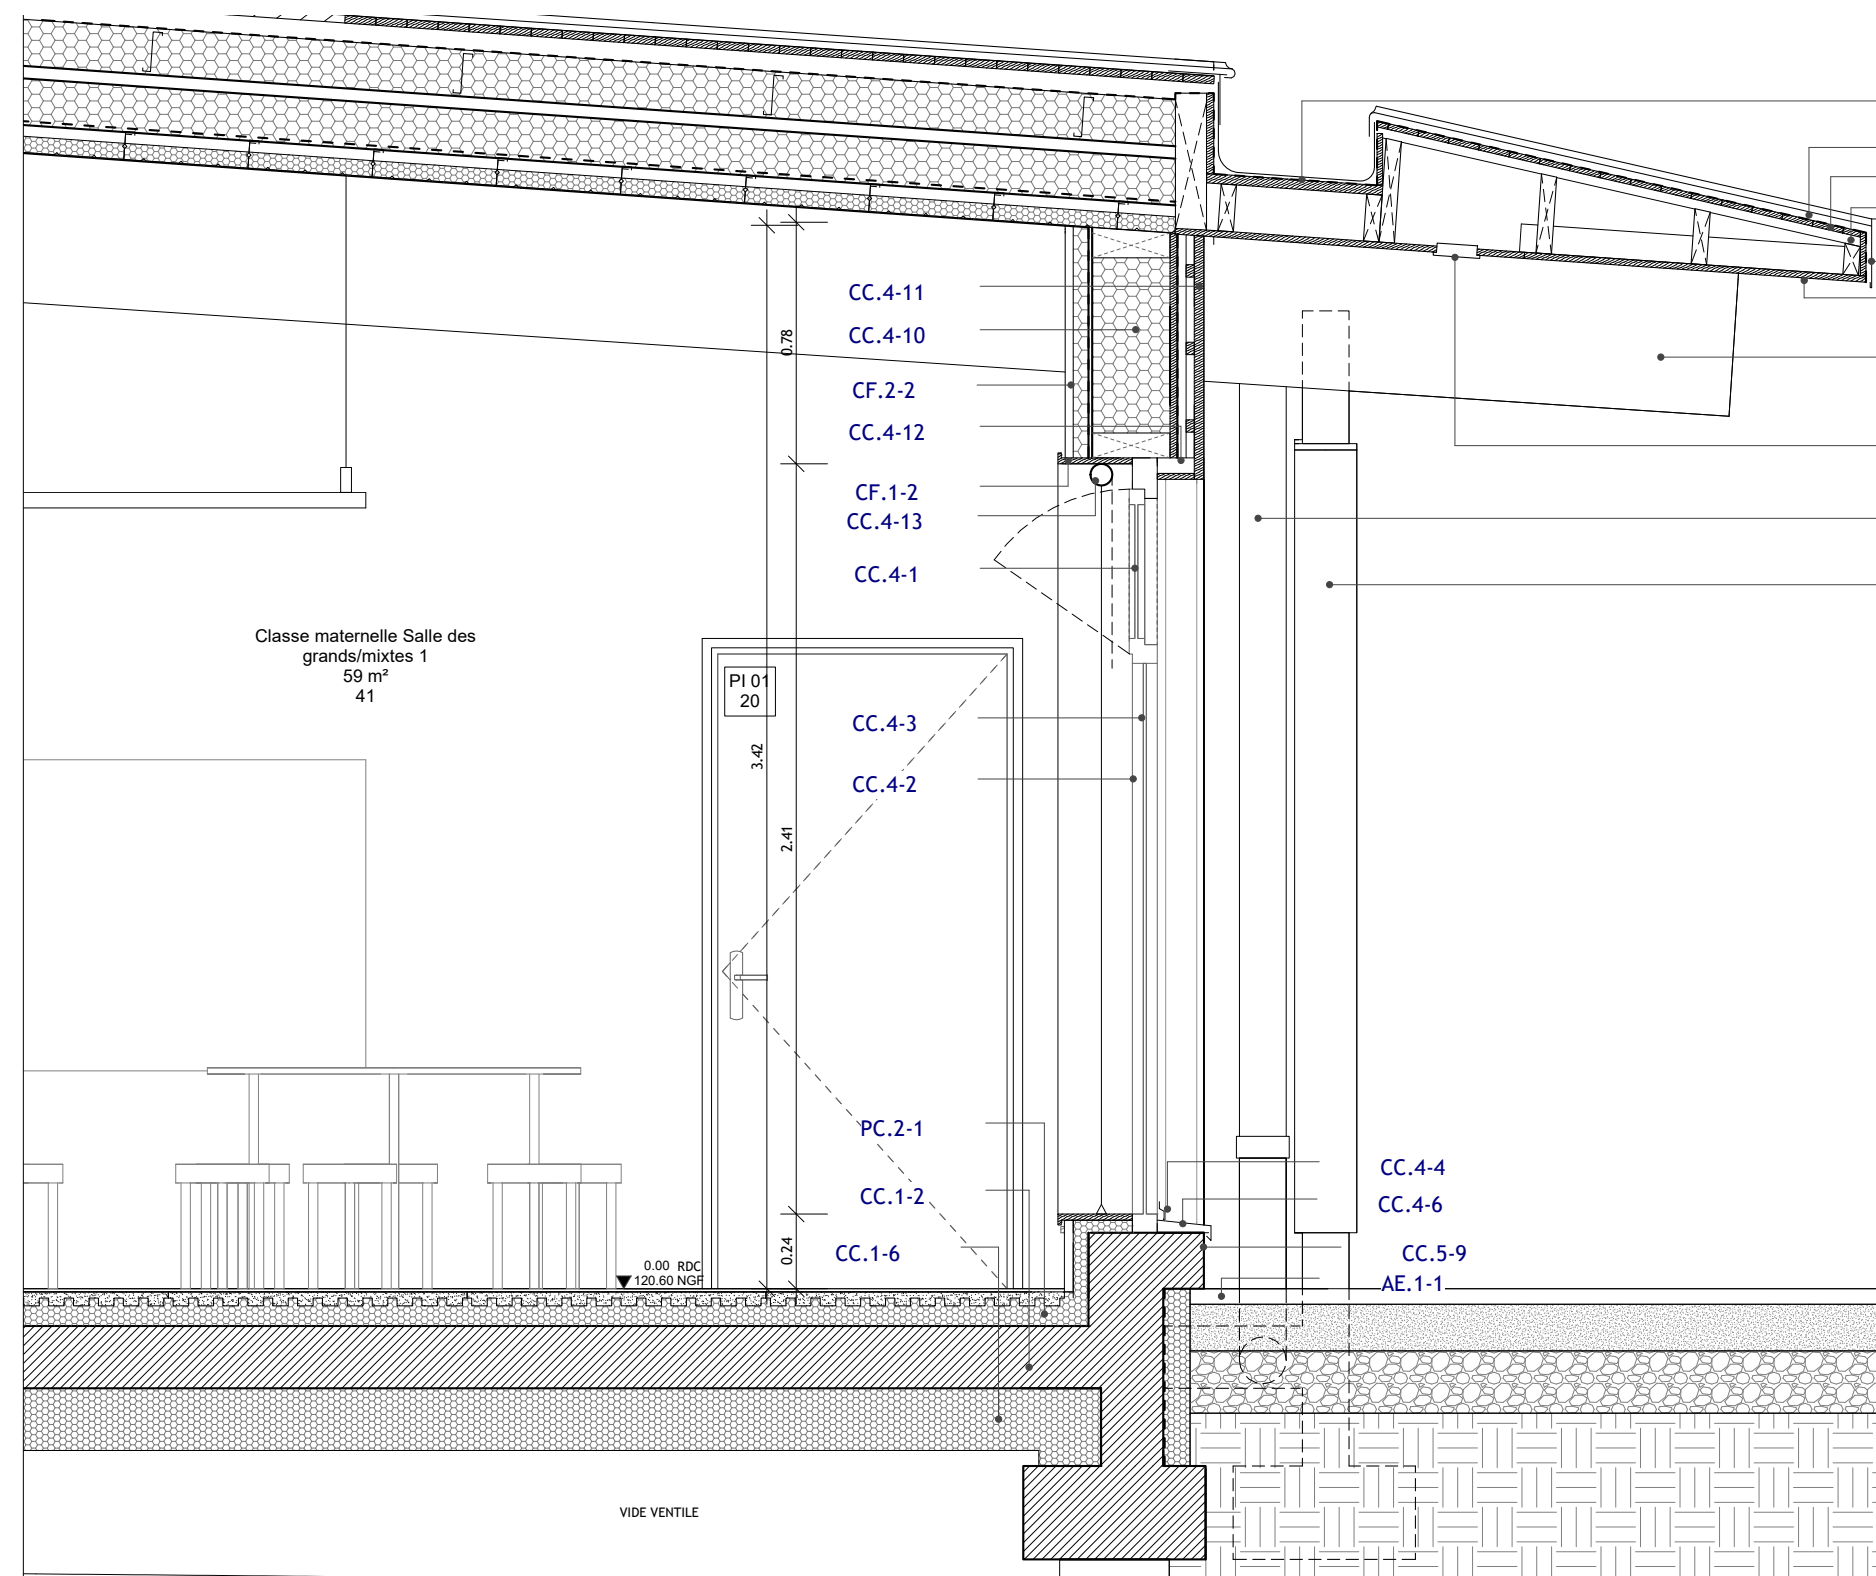 CC.4-11
CC.4-10
0.78
CF.2-2
CC.4-12
CF.1-2
CC.4-13
CC.4-1
Classe maternelle Salle des
grands/mixtes 1
59 m²
41
PI 01
20
CC.4-3
3.42
CC.4-2
2.41
PC.2-1
CC.4-4
CC.1-2
CC.4-6
0.24
CC.1-6
CC.5-9
0.00 RDC
120.60 NGF
AE.1-1
VIDE VENTILE